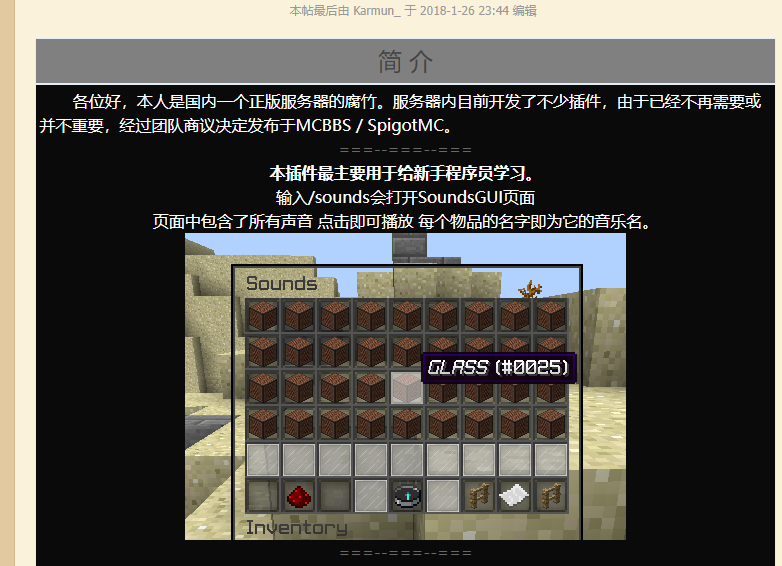 本帖最后由 Karmun_ 于 2018-1-26 23:44 编辑
简 介
各位好，本人是国内一个正版服务器的腐竹。服务器内目前开发了不少插件，由于已经不再需要或
并不重要，经过团队商议决定发布于MCBBS / SpigotMC。
===--===--===
本插件最主要用于给新手程序员学习。
输入/sounds会打开SoundsGUI页面
页面中包含了所有声音 点击即可播放 每个物品的名字即为它的音乐名。
Sounds
GLASS (#0025)
Inventory
===--===--===